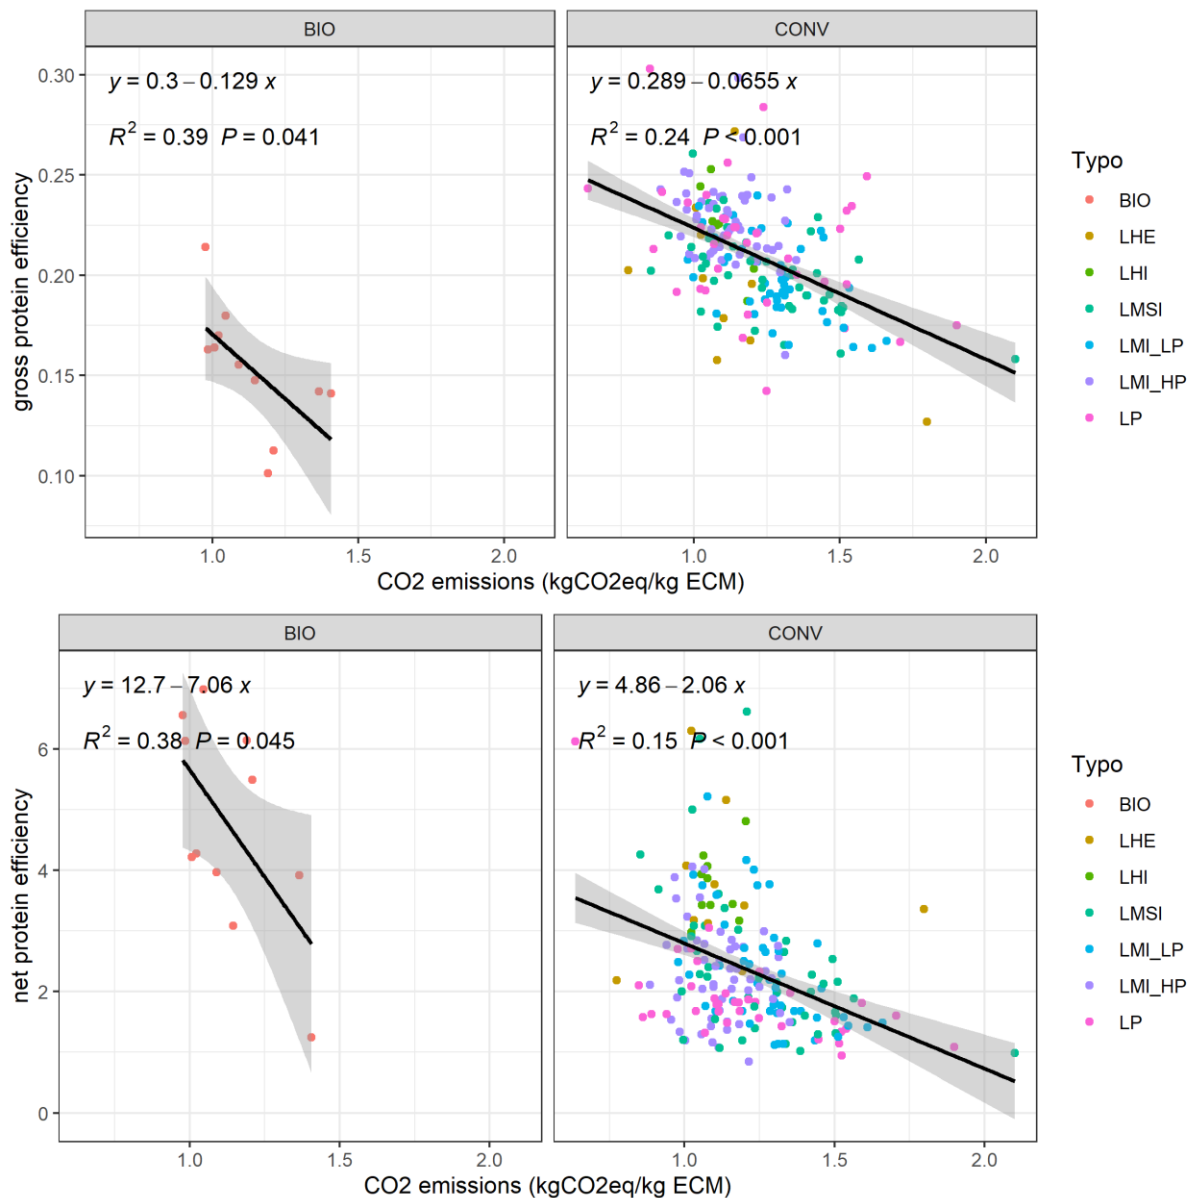 BIO
CONV
y = 0.3 – 0.129 x
y = 0.289 – 0.0655 x
R² = 0.39 P = 0.041
R² = 0.24 P < 0.001
0.30
0.25
0.20
0.15
0.10
gross protein efficiency
1.0 1.5 2.0
1.0 1.5 2.0
CO2 emissions (kgCO2eq/kg ECM)
Typo
BIO
LHE
LHI
LMSI
LMI_LP
LMI_HP
LP
BIO
CONV
y = 12.7 – 7.06 x
y = 4.86 – 2.06 x
R² = 0.38 P = 0.045
R² = 0.15 P < 0.001
6
4
2
0
net protein efficiency
1.0 1.5 2.0
1.0 1.5 2.0
CO2 emissions (kgCO2eq/kg ECM)
Typo
BIO
LHE
LHI
LMSI
LMI_LP
LMI_HP
LP